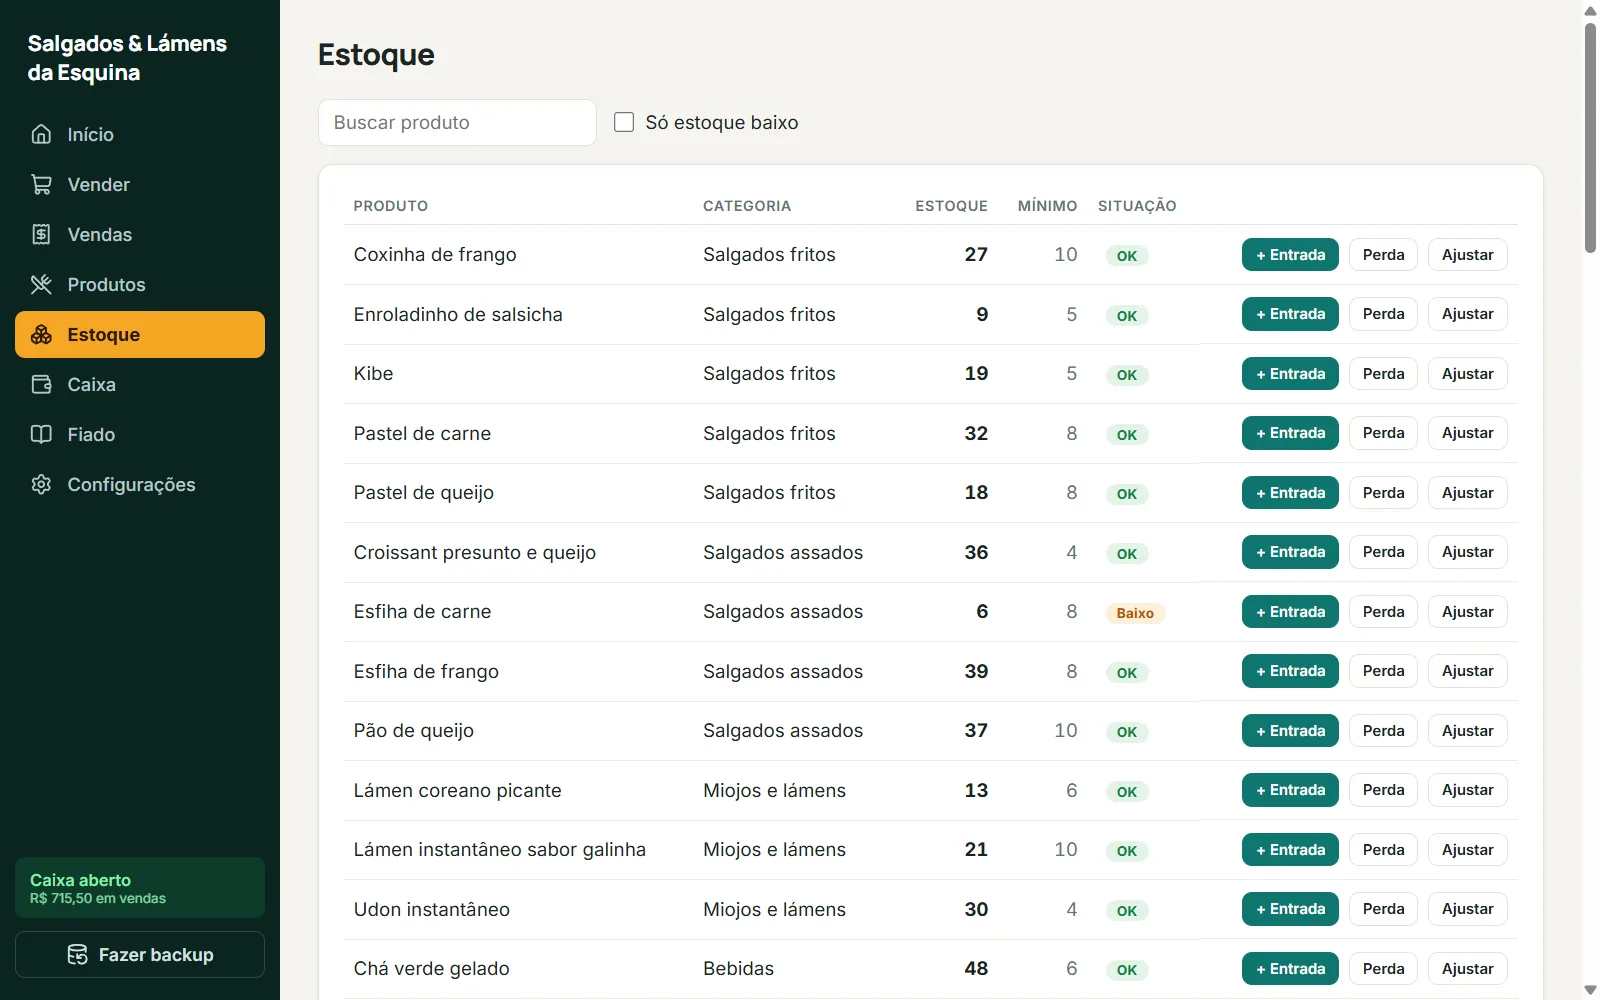 Salgados & Lámens
da Esquina
Início
Vender
Vendas
Produtos
Estoque
Caixa
Fiado
Configurações
Caixa aberto
R$ 715,50 em vendas
Fazer backup
Estoque
Buscar produto
Só estoque baixo
PRODUTO CATEGORIA ESTOQUE MÍNIMO SITUAÇÃO
Coxinha de frango Salgados fritos 27 10 OK + Entrada Perda Ajustar
Enroladinho de salsicha Salgados fritos 9 5 OK + Entrada Perda Ajustar
Kibe Salgados fritos 19 5 OK + Entrada Perda Ajustar
Pastel de carne Salgados fritos 32 8 OK + Entrada Perda Ajustar
Pastel de queijo Salgados fritos 18 8 OK + Entrada Perda Ajustar
Croissant presunto e queijo Salgados assados 36 4 OK + Entrada Perda Ajustar
Esfiha de carne Salgados assados 6 8 Baixo + Entrada Perda Ajustar
Esfiha de frango Salgados assados 39 8 OK + Entrada Perda Ajustar
Pão de queijo Salgados assados 37 10 OK + Entrada Perda Ajustar
Lámen coreano picante Miojos e lámens 13 6 OK + Entrada Perda Ajustar
Lámen instantâneo sabor galinha Miojos e lámens 21 10 OK + Entrada Perda Ajustar
Udon instantâneo Miojos e lámens 30 4 OK + Entrada Perda Ajustar
Chá verde gelado Bebidas 48 6 OK + Entrada Perda Ajustar